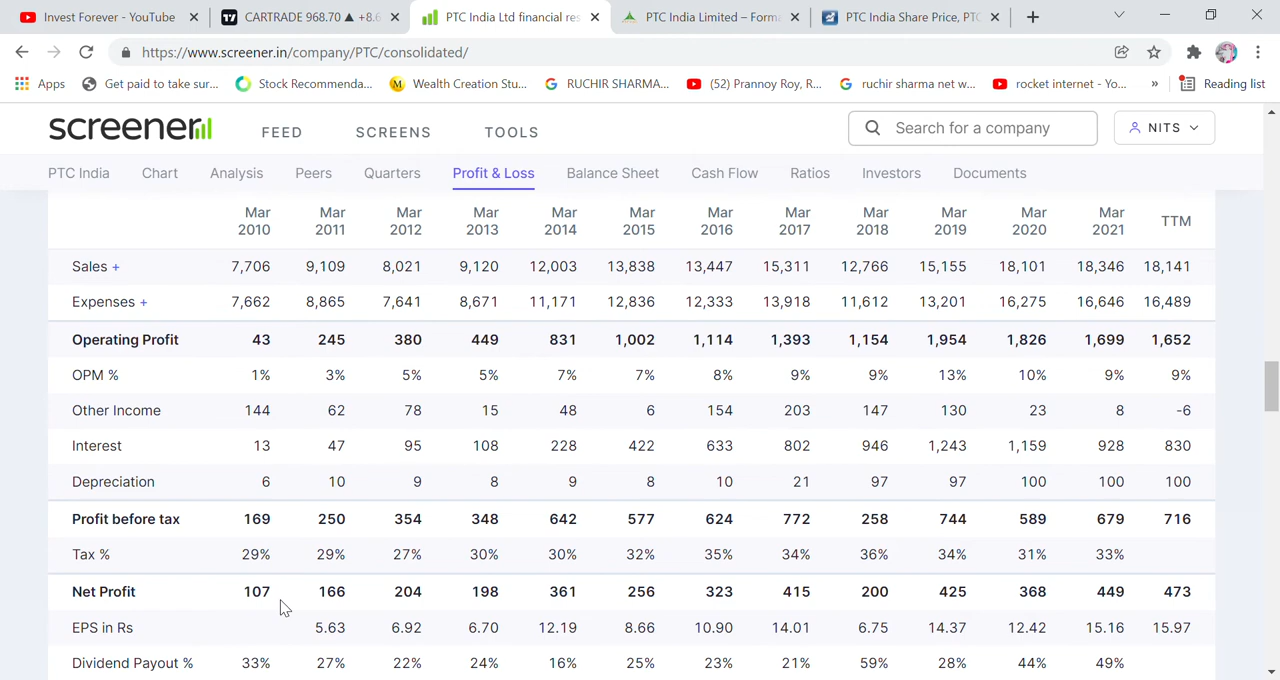 Invest Forever - YouTube CARTRADE 968.70 ▲ +8.6 PTC India Ltd financial res PTC India Limited – Forma PTC India Share Price, PTC
https://www.screener.in/company/PTC/consolidated/
Apps Get paid to take sur... Stock Recommenda... Wealth Creation Stu... RUCHIR SHARMA... (52) Prannoy Roy, R... ruchir sharma net w... rocket internet - Yo... » Reading list
screener FEED SCREENS TOOLS Search for a company NITS
PTC India Chart Analysis Peers Quarters Profit & Loss Balance Sheet Cash Flow Ratios Investors Documents
Mar Mar Mar Mar Mar Mar Mar Mar Mar Mar Mar Mar TTM
2010 2011 2012 2013 2014 2015 2016 2017 2018 2019 2020 2021
Sales + 7,706 9,109 8,021 9,120 12,003 13,838 13,447 15,311 12,766 15,155 18,101 18,346 18,141
Expenses + 7,662 8,865 7,641 8,671 11,171 12,836 12,333 13,918 11,612 13,201 16,275 16,646 16,489
Operating Profit 43 245 380 449 831 1,002 1,114 1,393 1,154 1,954 1,826 1,699 1,652
OPM % 1% 3% 5% 5% 7% 7% 8% 9% 9% 13% 10% 9% 9%
Other Income 144 62 78 15 48 6 154 203 147 130 23 8 -6
Interest 13 47 95 108 228 422 633 802 946 1,243 1,159 928 830
Depreciation 6 10 9 8 9 8 10 21 97 97 100 100 100
Profit before tax 169 250 354 348 642 577 624 772 258 744 589 679 716
Tax % 29% 29% 27% 30% 30% 32% 35% 34% 36% 34% 31% 33%
Net Profit 107 166 204 198 361 256 323 415 200 425 368 449 473
EPS in Rs 5.63 6.92 6.70 12.19 8.66 10.90 14.01 6.75 14.37 12.42 15.16 15.97
Dividend Payout % 33% 27% 22% 24% 16% 25% 23% 21% 59% 28% 44% 49%